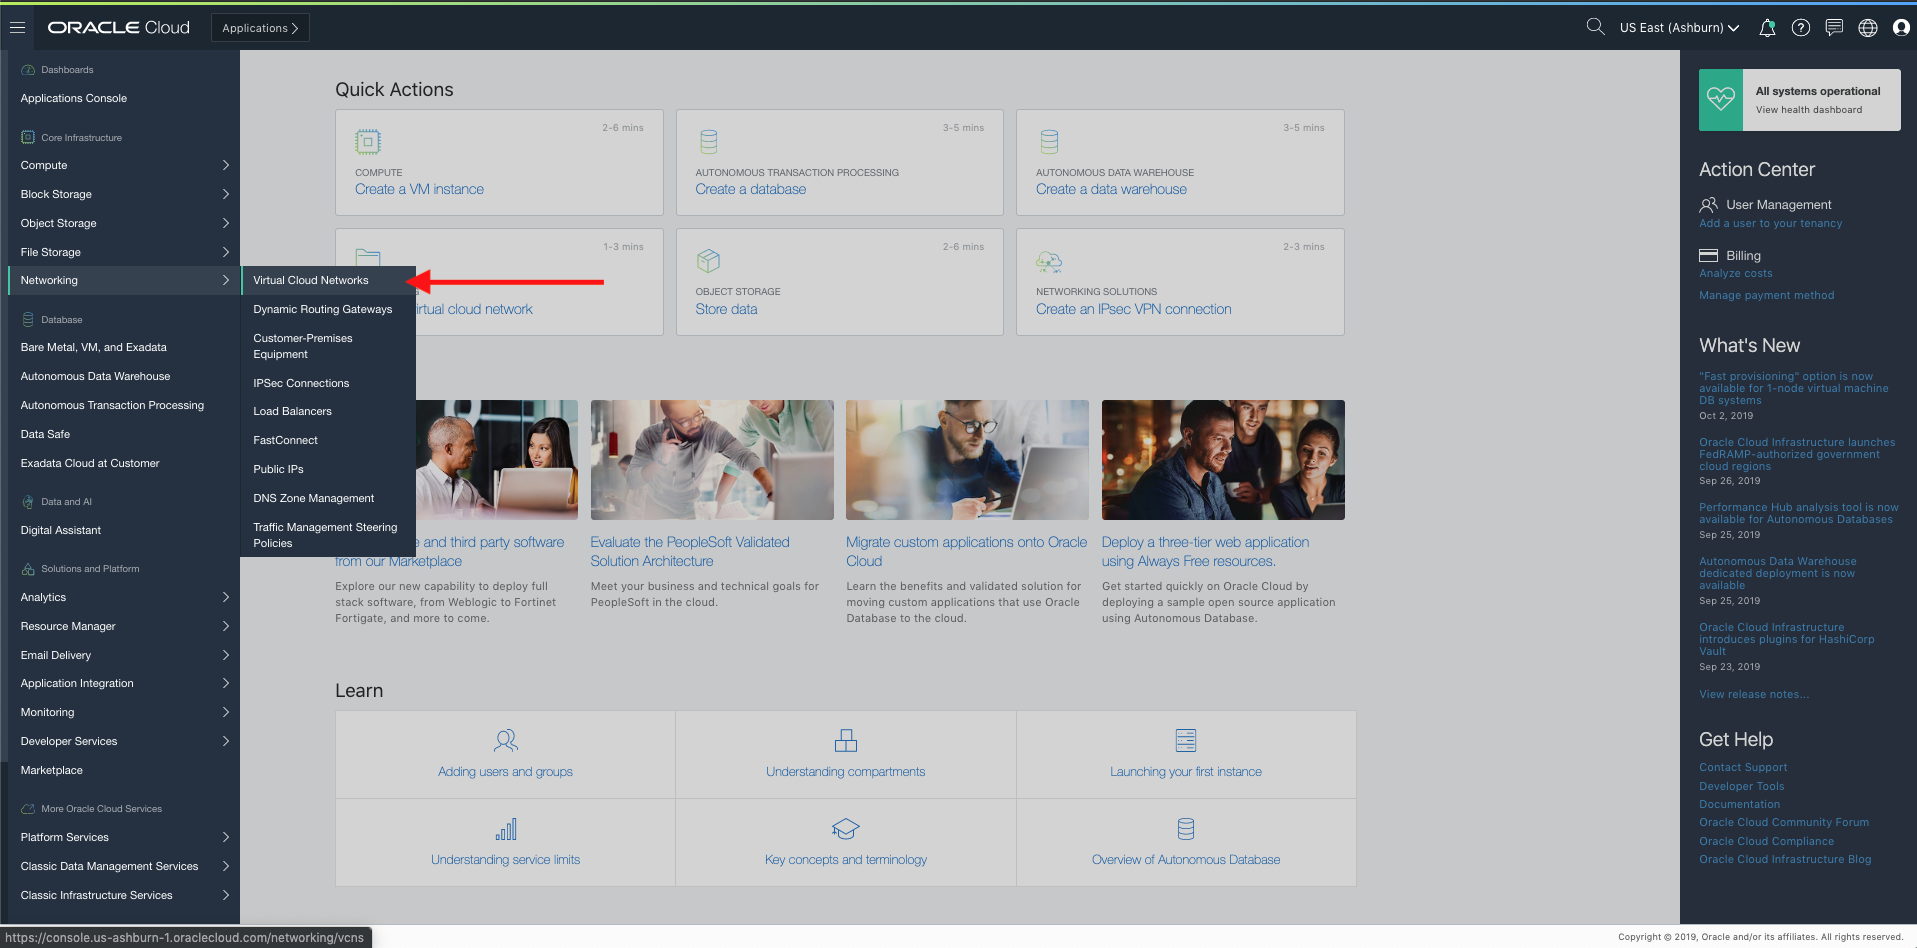 ORACLE Cloud
Applications
US East (Ashburn)
Dashboards
Applications Console
Core Infrastructure
Compute
Block Storage
Object Storage
File Storage
Networking
Database
Bare Metal, VM, and Exadata
Autonomous Data Warehouse
Autonomous Transaction Processing
Data Safe
Exadata Cloud at Customer
Data and AI
Digital Assistant
Solutions and Platform
Analytics
Resource Manager
Email Delivery
Application Integration
Monitoring
Developer Services
Marketplace
More Oracle Cloud Services
Platform Services
Classic Data Management Services
Classic Infrastructure Services
Virtual Cloud Networks
Dynamic Routing Gateways
Customer-Premises
Equipment
IPSec Connections
Load Balancers
FastConnect
Public IPs
DNS Zone Management
Traffic Management Steering
Policies
Quick Actions
2-6 mins
COMPUTE
Create a VM instance
3-5 mins
AUTONOMOUS TRANSACTION PROCESSING
Create a database
3-5 mins
AUTONOMOUS DATA WAREHOUSE
Create a data warehouse
1-3 mins
virtual cloud network
2-6 mins
OBJECT STORAGE
Store data
2-3 mins
NETWORKING SOLUTIONS
Create an IPsec VPN connection
and third party software
from our Marketplace
Explore our new capability to deploy full
stack software, from Weblogic to Fortinet
Fortigate, and more to come.
Evaluate the PeopleSoft Validated
Solution Architecture
Meet your business and technical goals for
PeopleSoft in the cloud.
Migrate custom applications onto Oracle
Cloud
Learn the benefits and validated solution for
moving custom applications that use Oracle
Database to the cloud.
Deploy a three-tier web application
using Always Free resources.
Get started quickly on Oracle Cloud by
deploying a sample open source application
using Autonomous Database.
Learn
Adding users and groups
Understanding compartments
Launching your first instance
Understanding service limits
Key concepts and terminology
Overview of Autonomous Database
All systems operational
View health dashboard
Action Center
User Management
Add a user to your tenancy
Billing
Analyze costs
Manage payment method
What's New
"Fast provisioning" option is now
available for 1-node virtual machine
DB systems
Oct 2, 2019
Oracle Cloud Infrastructure launches
FedRAMP-authorized government
cloud regions
Sep 26, 2019
Performance Hub analysis tool is now
available for Autonomous Databases
Sep 25, 2019
Autonomous Data Warehouse
dedicated deployment is now
available
Sep 25, 2019
Oracle Cloud Infrastructure
introduces plugins for HashiCorp
Vault
Sep 23, 2019
View release notes...
Get Help
Contact Support
Developer Tools
Documentation
Oracle Cloud Community Forum
Oracle Cloud Compliance
Oracle Cloud Infrastructure Blog
https://console.us-ashburn-1.oraclecloud.com/networking/vcns
Copyright © 2019, Oracle and/or its affiliates. All rights reserved.